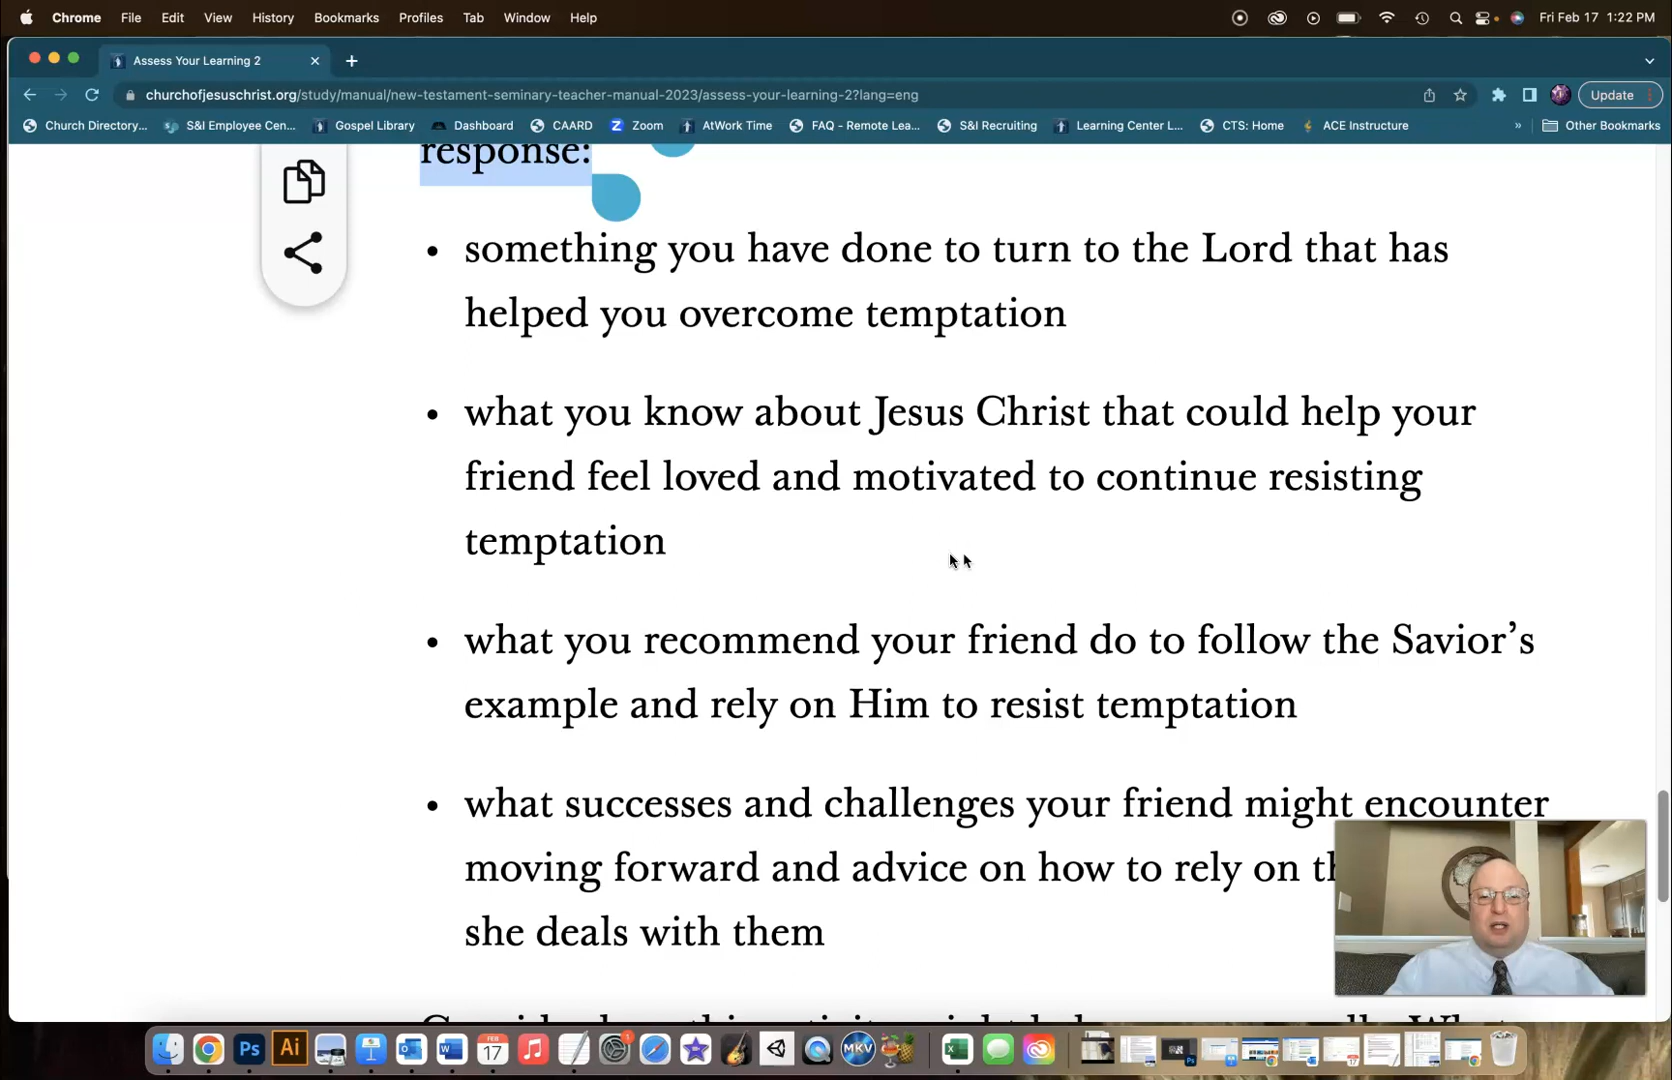 Chrome File Edit View History Bookmarks Profiles Tab Window Help Fri Feb 17 1:22 PM
Assess Your Learning 2
churchofjesuschrist.org/study/manual/new-testament-seminary-teacher-manual-2023/assess-your-learning-2?lang=eng Update
Church Directory... S&I Employee Cen... Gospel Library Dashboard CAARD Zoom AtWork Time FAQ - Remote Lea... S&I Recruiting Learning Center L... CTS: Home ACE Instructure » Other Bookmarks
response:
• something you have done to turn to the Lord that has
helped you overcome temptation
• what you know about Jesus Christ that could help your
friend feel loved and motivated to continue resisting
temptation
• what you recommend your friend do to follow the Savior's
example and rely on Him to resist temptation
• what successes and challenges your friend might encounter
moving forward and advice on how to rely on
she deals with them
Ps Ai FEB 17 1 MKV